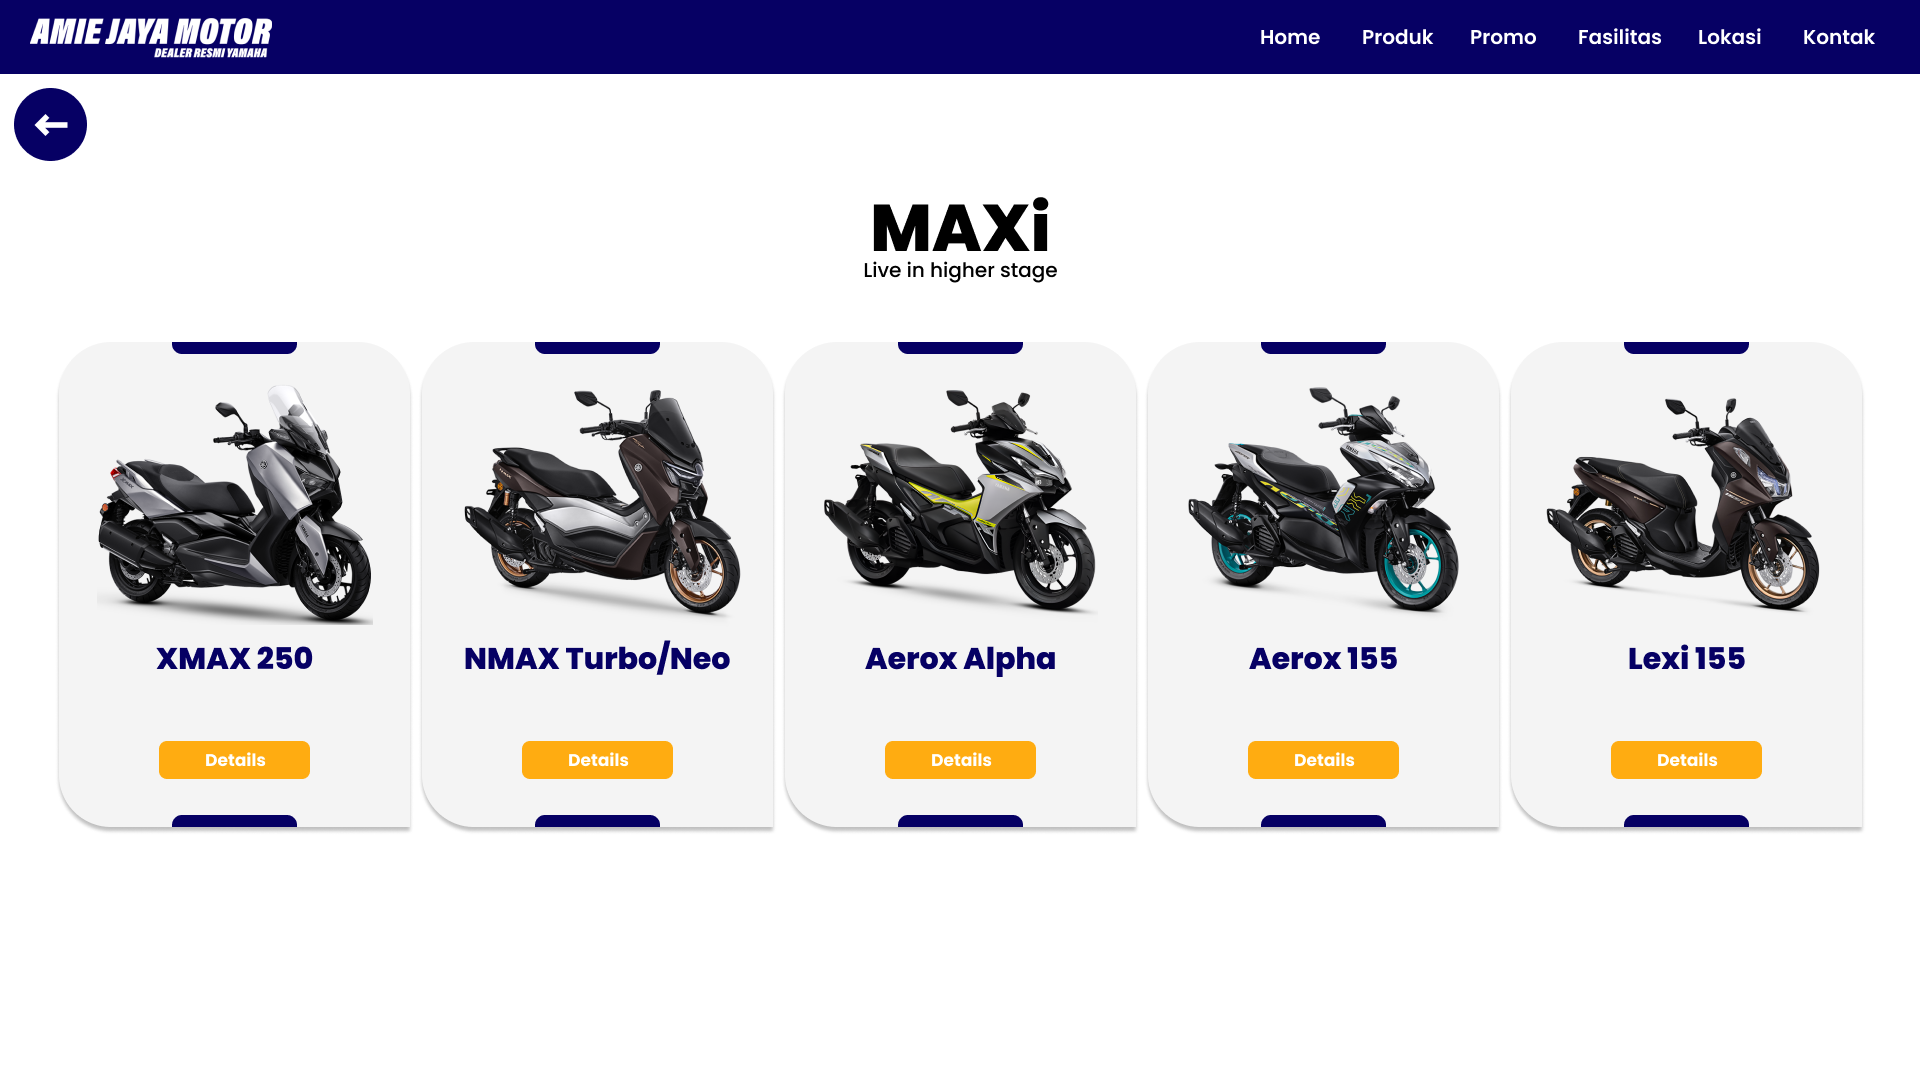 AMIE JAYA MOTOR
DEALER RESMI YAMAHA
Home Produk Promo Fasilitas Lokasi Kontak
MAXi
Live in higher stage
XMAX 250
Details
NMAX Turbo/Neo
Details
Aerox Alpha
Details
Aerox 155
Details
Lexi 155
Details